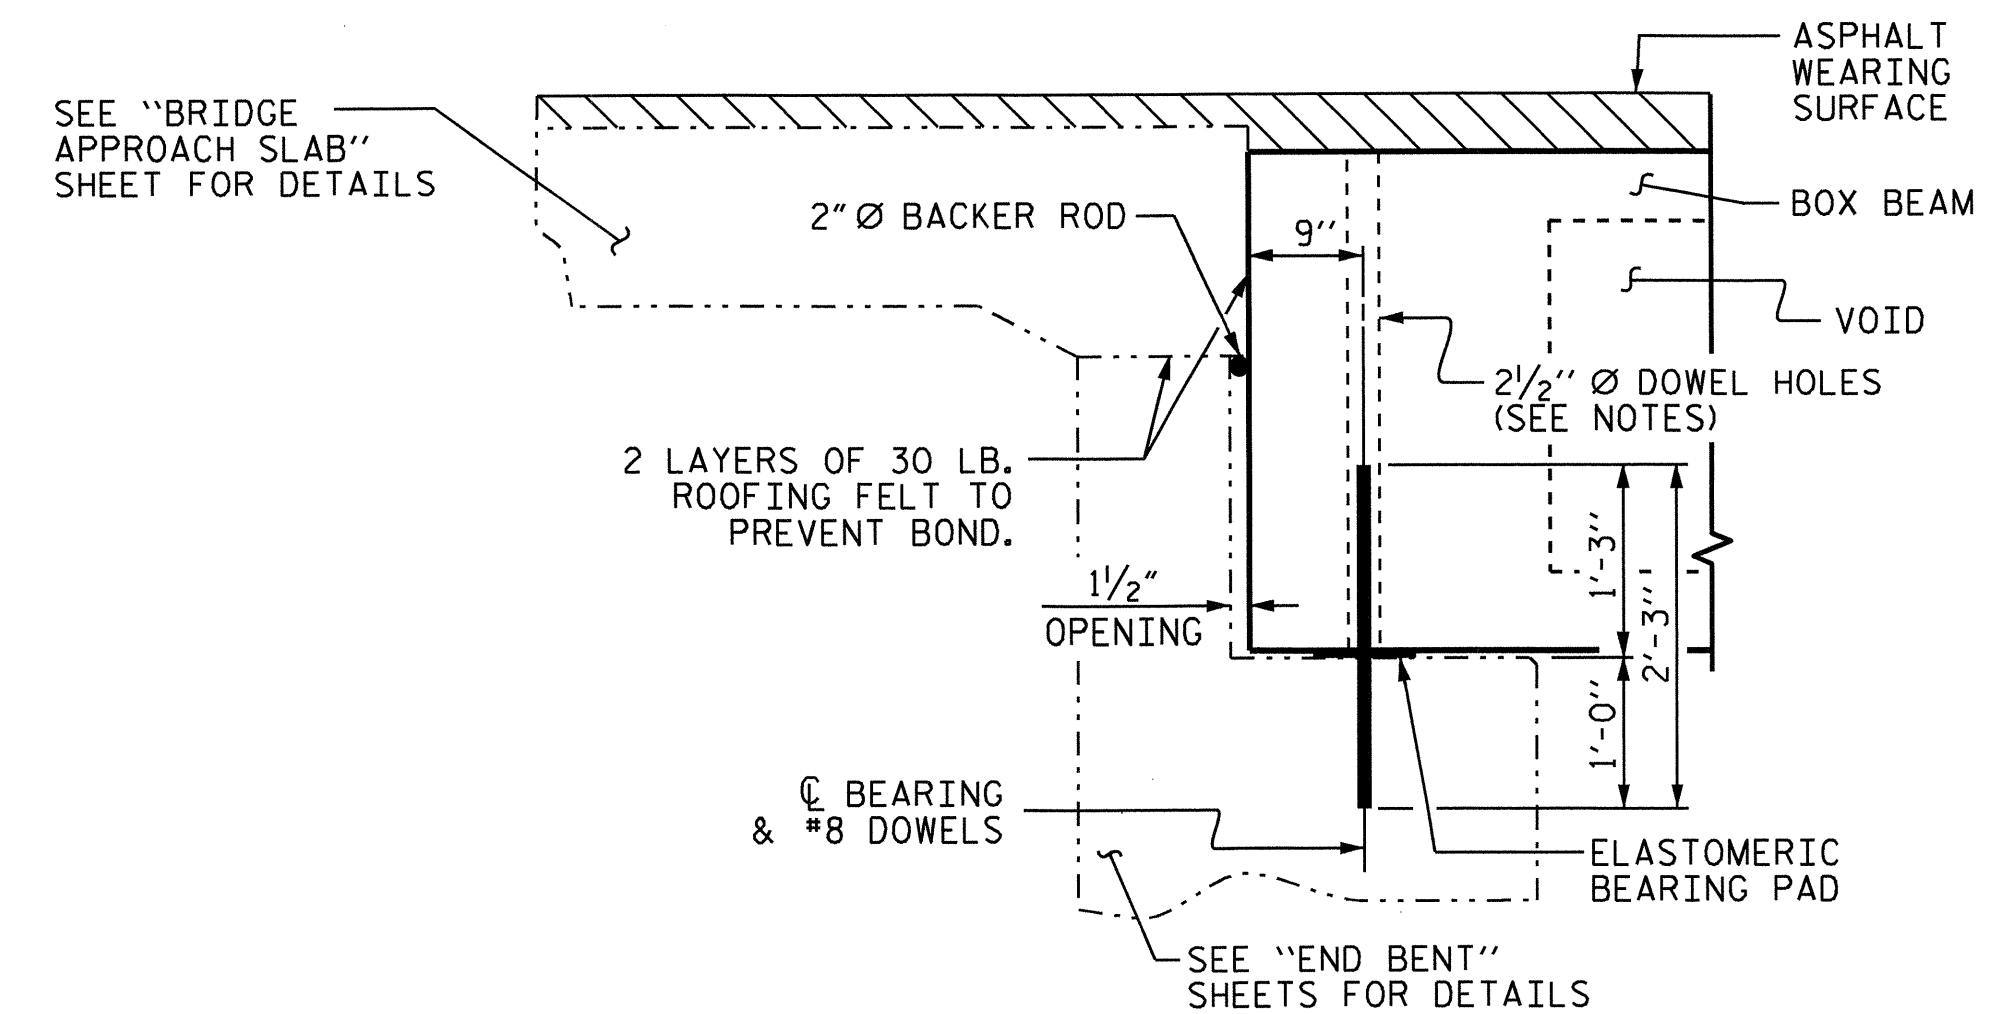 ASPHALT
WEARING
SURFACE
SEE "BRIDGE
APPROACH SLAB"
SHEET FOR DETAILS
2" Ø BACKER ROD
9"
BOX BEAM
VOID
2½" Ø DOWEL HOLES
(SEE NOTES)
2 LAYERS OF 30 LB.
ROOFING FELT TO
PREVENT BOND.
1½"
OPENING
1'-3"
2'-3"
1'-0"
℄ BEARING
& #8 DOWELS
ELASTOMERIC
BEARING PAD
SEE "END BENT"
SHEETS FOR DETAILS